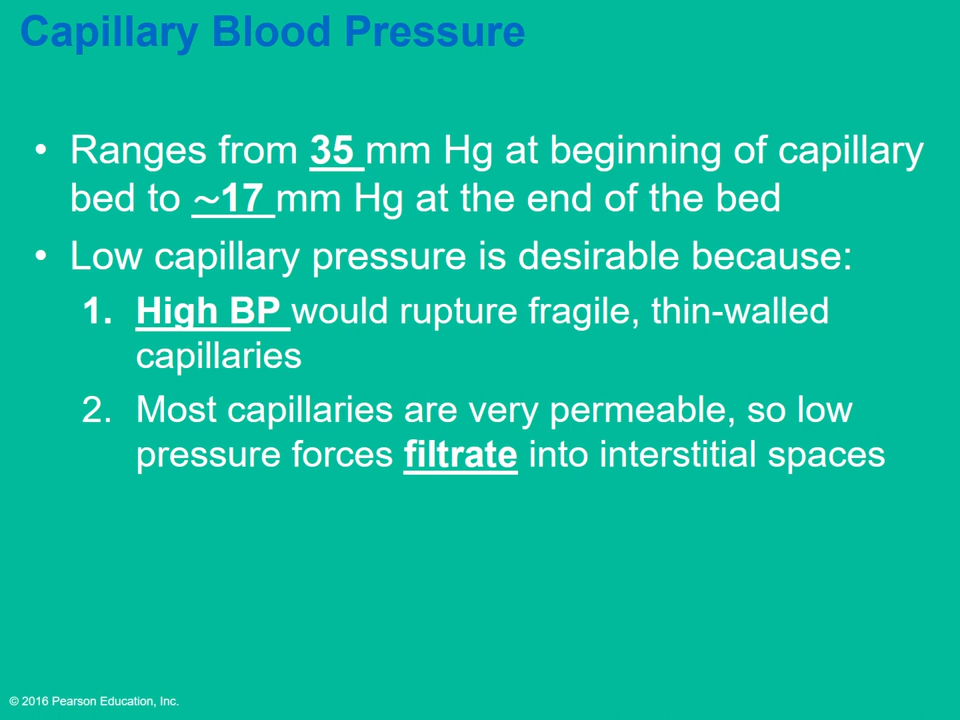 Capillary Blood Pressure
• Ranges from 35 mm Hg at beginning of capillary
bed to ~17 mm Hg at the end of the bed
• Low capillary pressure is desirable because:
1. High BP would rupture fragile, thin-walled
capillaries
2. Most capillaries are very permeable, so low
pressure forces filtrate into interstitial spaces
© 2016 Pearson Education, Inc.